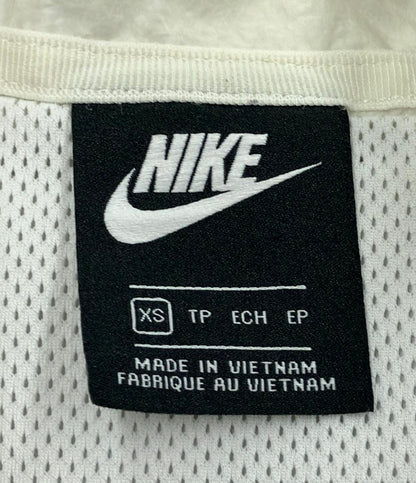 NIKE
XS TP ECH EP
MADE IN VIETNAM
FABRIQUE AU VIETNAM